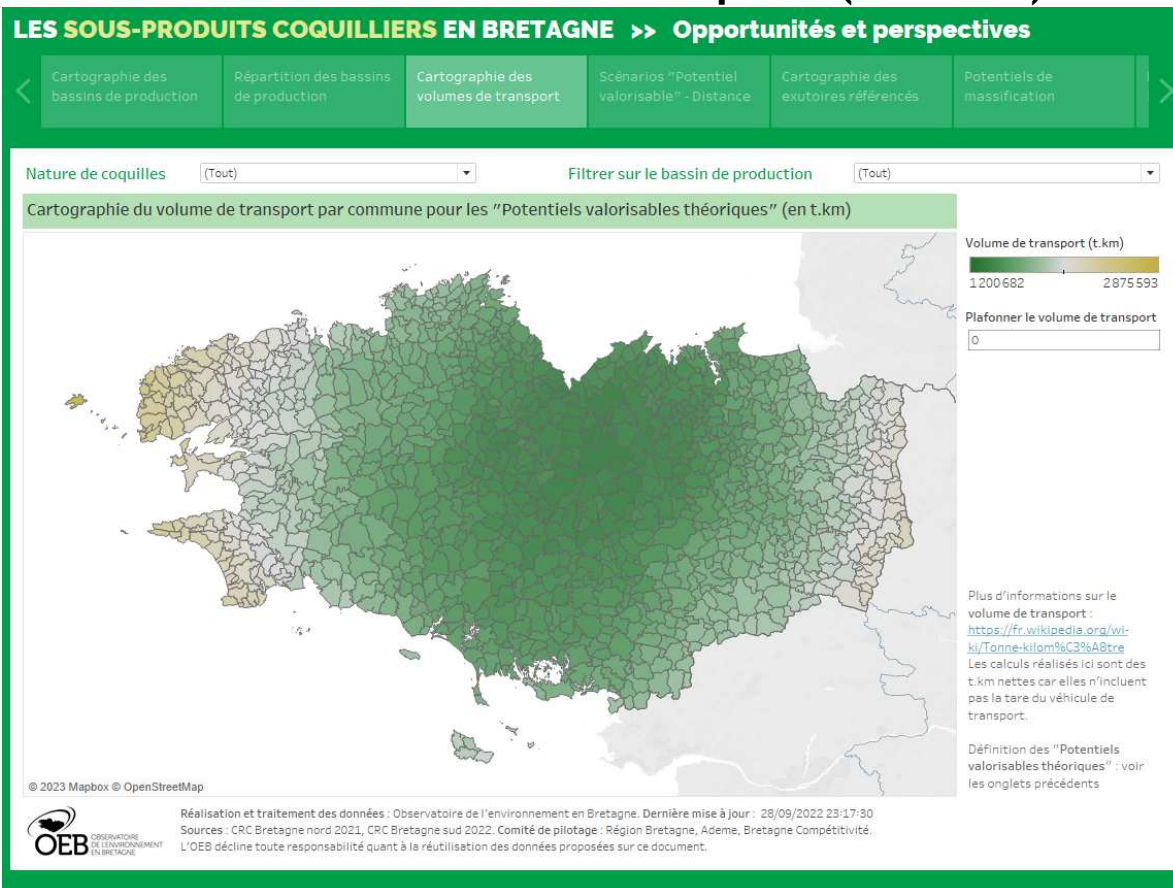 LES SOUS-PRODUITS COQUILLIERS EN BRETAGNE >> Opportunités et perspectives
Cartographie des bassins de production
Répartition des bassins de production
Cartographie des volumes de transport
Scénarios "Potentiel valorisable" - Distance
Cartographie des exutoires référencés
Potentiels de massification
Nature de coquilles
(Tout)
Filtrer sur le bassin de production
(Tout)
Cartographie du volume de transport par commune pour les "Potentiels valorisables théoriques" (en t.km)
Volume de transport (t.km)
1200682
2875593
Plafonner le volume de transport
0
Plus d'informations sur le
volume de transport :
https://fr.wikipedia.org/wi-
ki/Tonne-kilom%C3%A8tre
Les calculs réalisés ici sont des
t.km nettes car elles n'incluent
pas la tare du véhicule de
transport.
Définition des "Potentiels
valorisables théoriques" : voir
les onglets précédents
© 2023 Mapbox © OpenStreetMap
OEB
OBSERVATOIRE
DE L'ENVIRONNEMENT
EN BRETAGNE
Réalisation et traitement des données : Observatoire de l'environnement en Bretagne. Dernière mise à jour : 28/09/2022 23:17:30
Sources : CRC Bretagne nord 2021, CRC Bretagne sud 2022. Comité de pilotage : Région Bretagne, Ademe, Bretagne Compétitivité.
L'OEB décline toute responsabilité quant à la réutilisation des données proposées sur ce document.